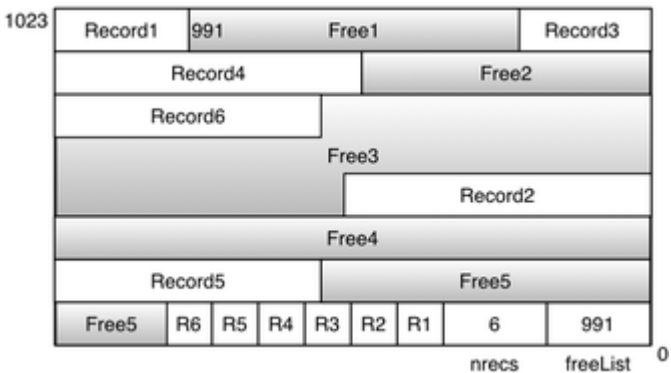 1023 Record1 991 Free1 Record3
Record4 Free2
Record6
Free3
Record2
Free4
Record5 Free5
Free5 R6 R5 R4 R3 R2 R1 6 991
0
nrecs freeList